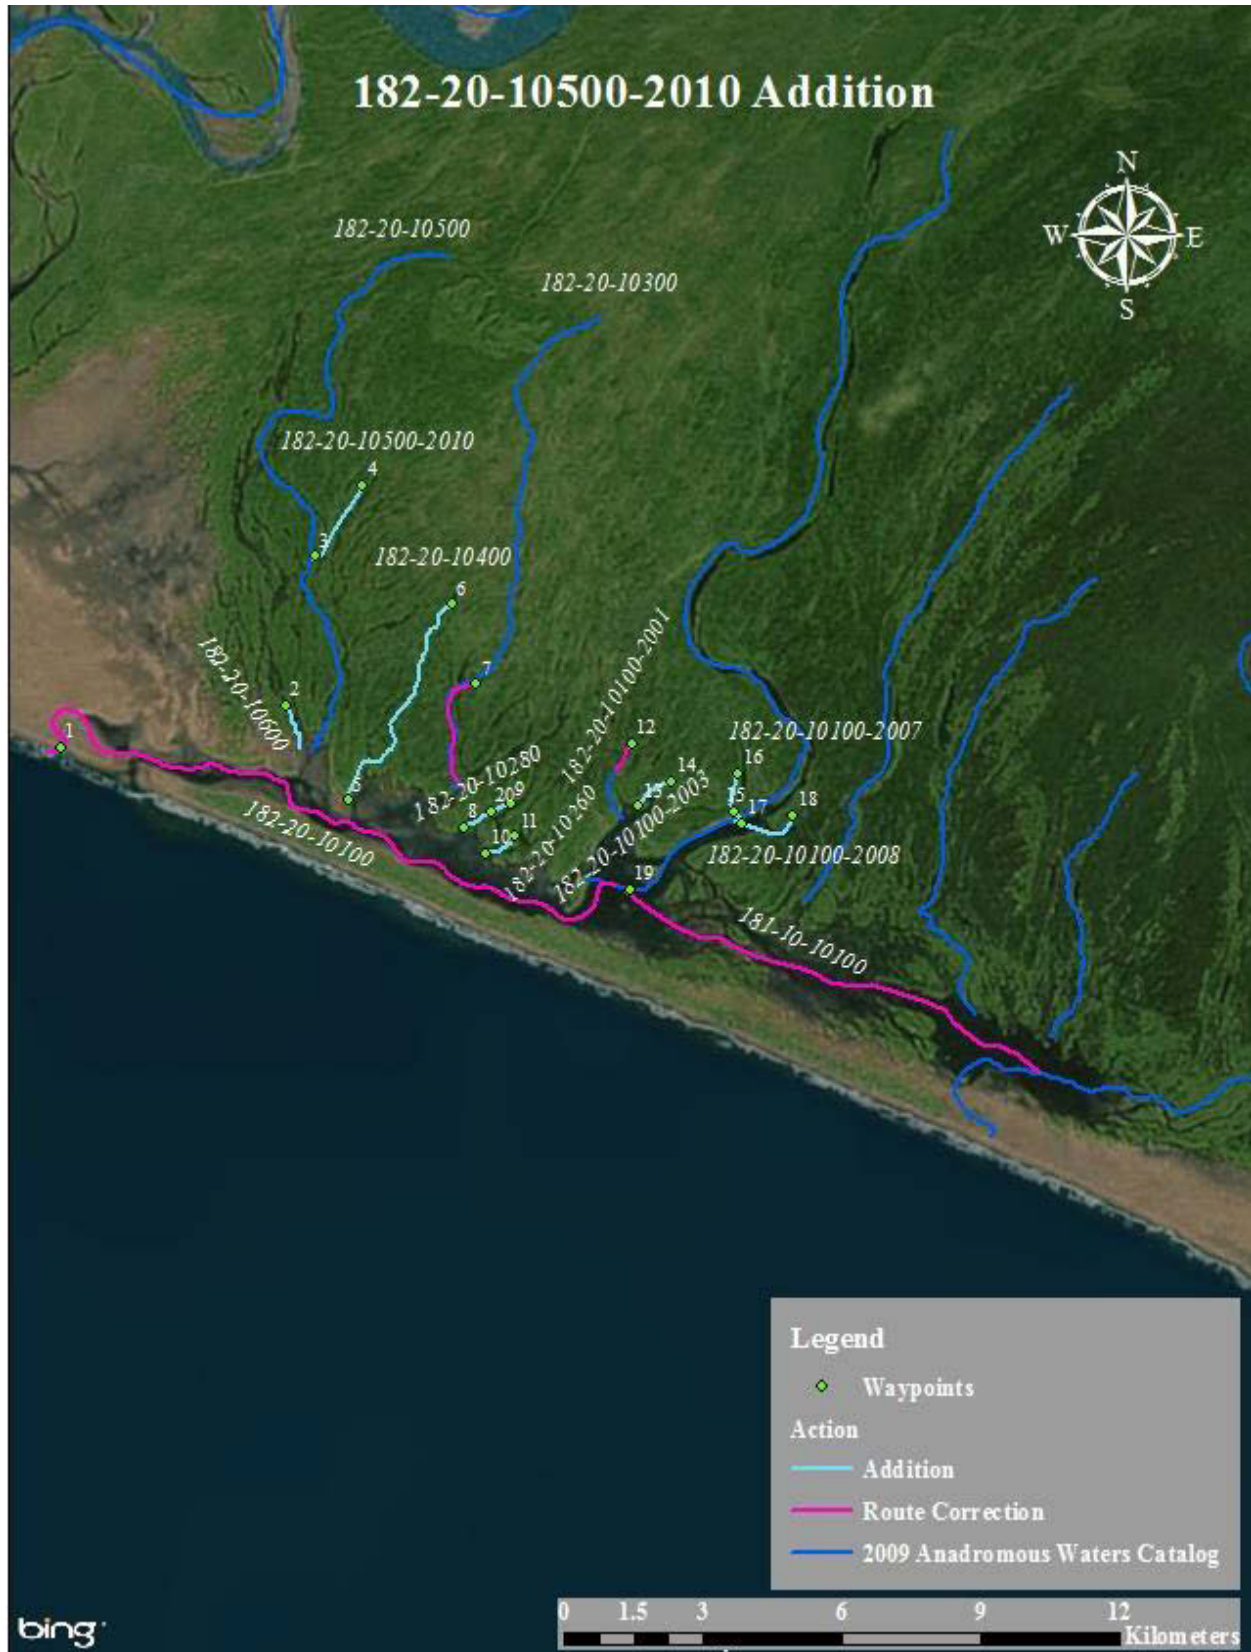 182-20-10500-2010 Addition
N
W E
S
182-20-10500
182-20-10300
182-20-10500-2010
4
3
182-20-10400
6
182-20-10600
2
7
1
182-20-10100-2001
12
182-20-10100-2007
16
14
13
15
17
18
5
182-20-10280
8
209
182-20-10260
10
11
182-20-10100-2003
182-20-10100-2008
182-20-10100
19
181-10-10100
Legend
Waypoints
Action
Addition
Route Correction
2009 Anadromous Waters Catalog
0 1.5 3 6 9 12
Kilometers
bing